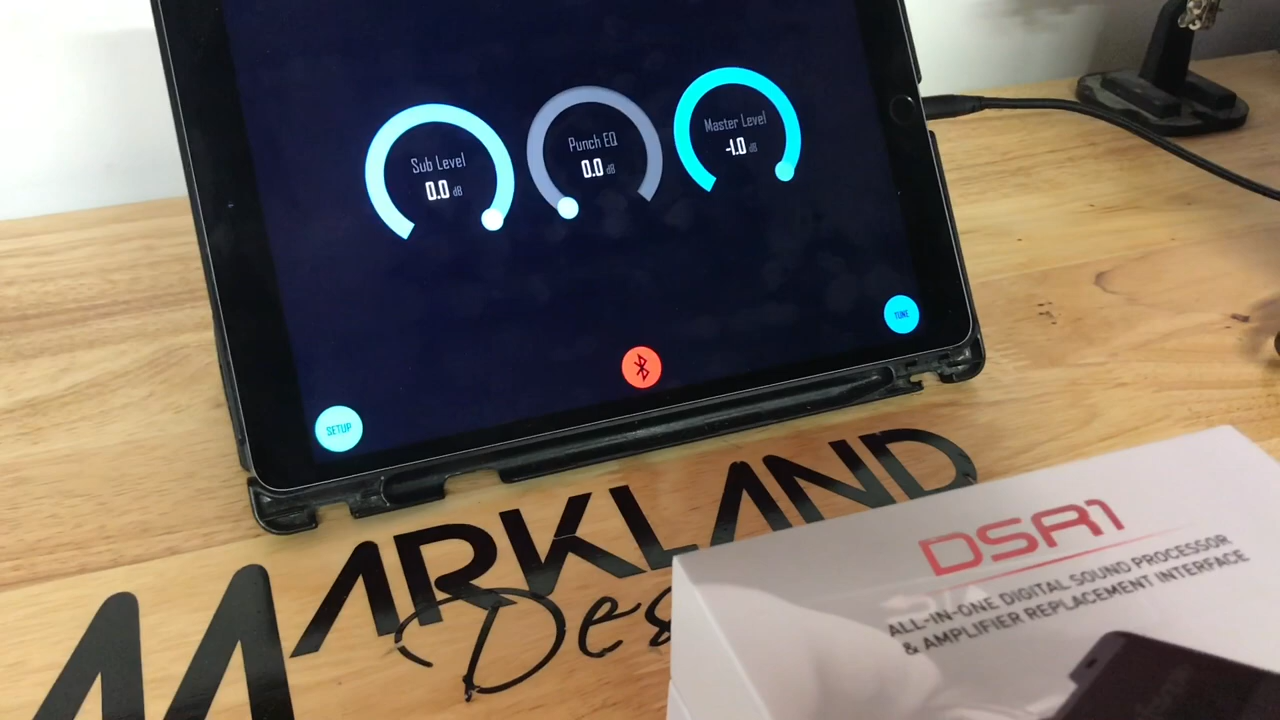 Sub Level
0.0 dB
Punch EQ
0.0 dB
Master Level
-1.0 dB
TUNE
SETUP
MARKLAND
Des
DSR1
ALL-IN-ONE DIGITAL SOUND PROCESSOR
& AMPLIFIER REPLACEMENT INTERFACE